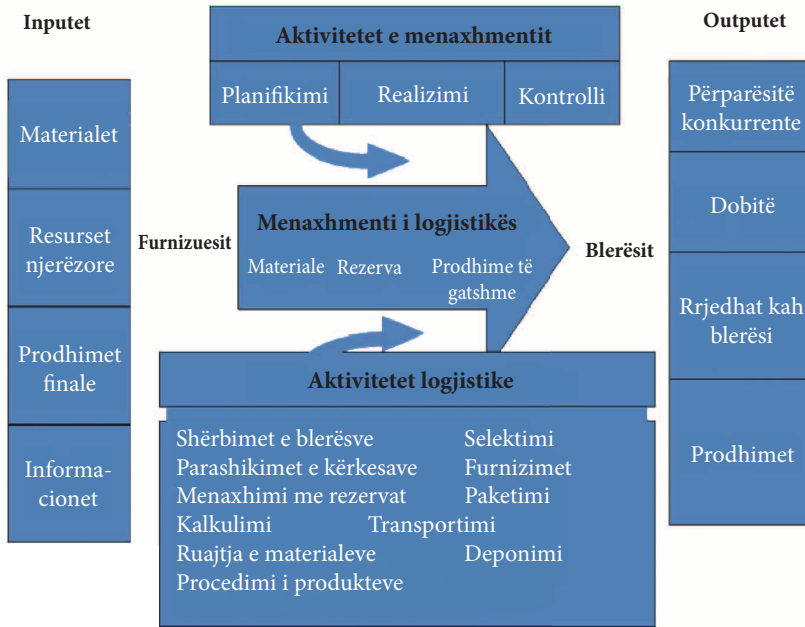 Inputet
Materialet
Resurset
njerëzore
Prodhimet
finale
Informa-
cionet
Aktivitetet e menaxhmentit
Planifikimi Realizimi Kontrolli
Furnizuesit
Menaxhmenti i logjistikës
Materiale Rezerva Prodhime të
gatshme
Blerësit
Aktivitetet logjistike
Shërbimet e blerësve Selektimi
Parashikimet e kërkesave Furnizimet
Menaxhimi me rezervat Paketimi
Kalkulimi Transportimi
Ruajtja e materialeve Deponimi
Procedimi i produkteve
Outputet
Përparësitë
konkurrente
Dobitë
Rrjedhat kah
blerësi
Prodhimet